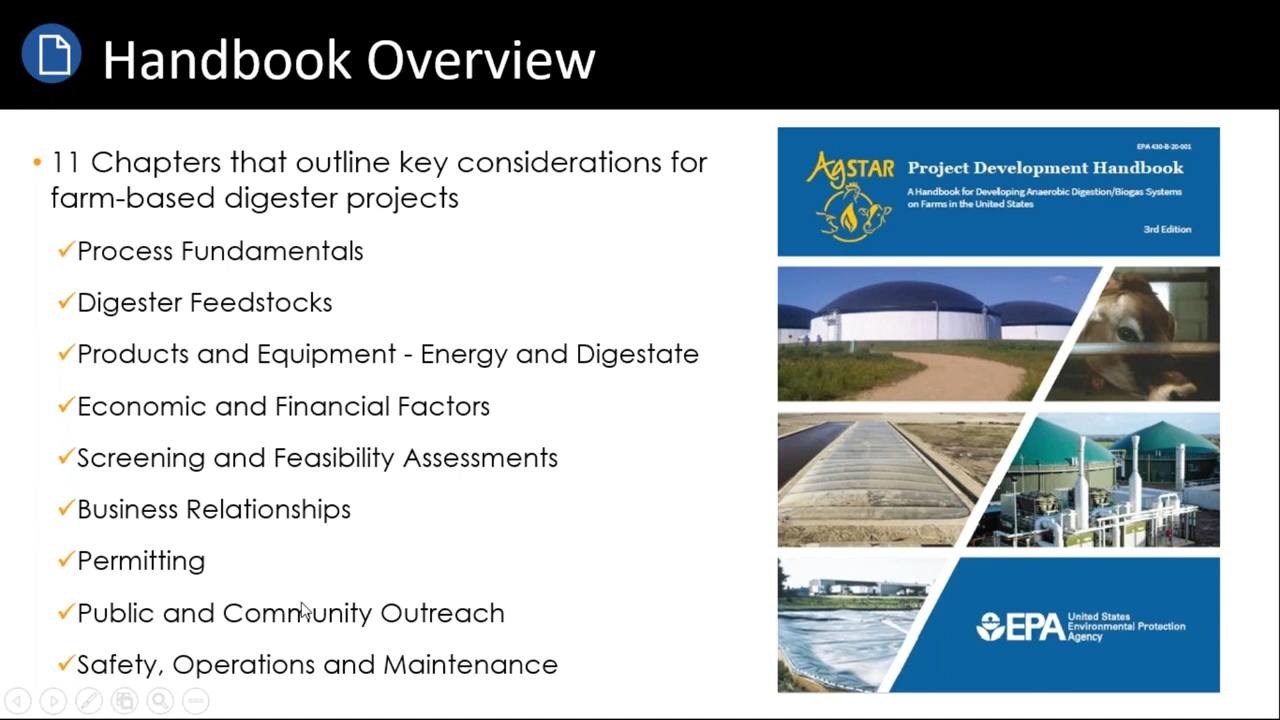 Handbook Overview
• 11 Chapters that outline key considerations for
farm-based digester projects
✓Process Fundamentals
✓Digester Feedstocks
✓Products and Equipment - Energy and Digestate
✓Economic and Financial Factors
✓Screening and Feasibility Assessments
✓Business Relationships
✓Permitting
✓Public and Community Outreach
✓Safety, Operations and Maintenance
EPA 430-B-20-001
AgSTAR
Project Development Handbook
A Handbook for Developing Anaerobic Digestion/Biogas Systems
on Farms in the United States
3rd Edition
EPA
United States
Environmental Protection
Agency